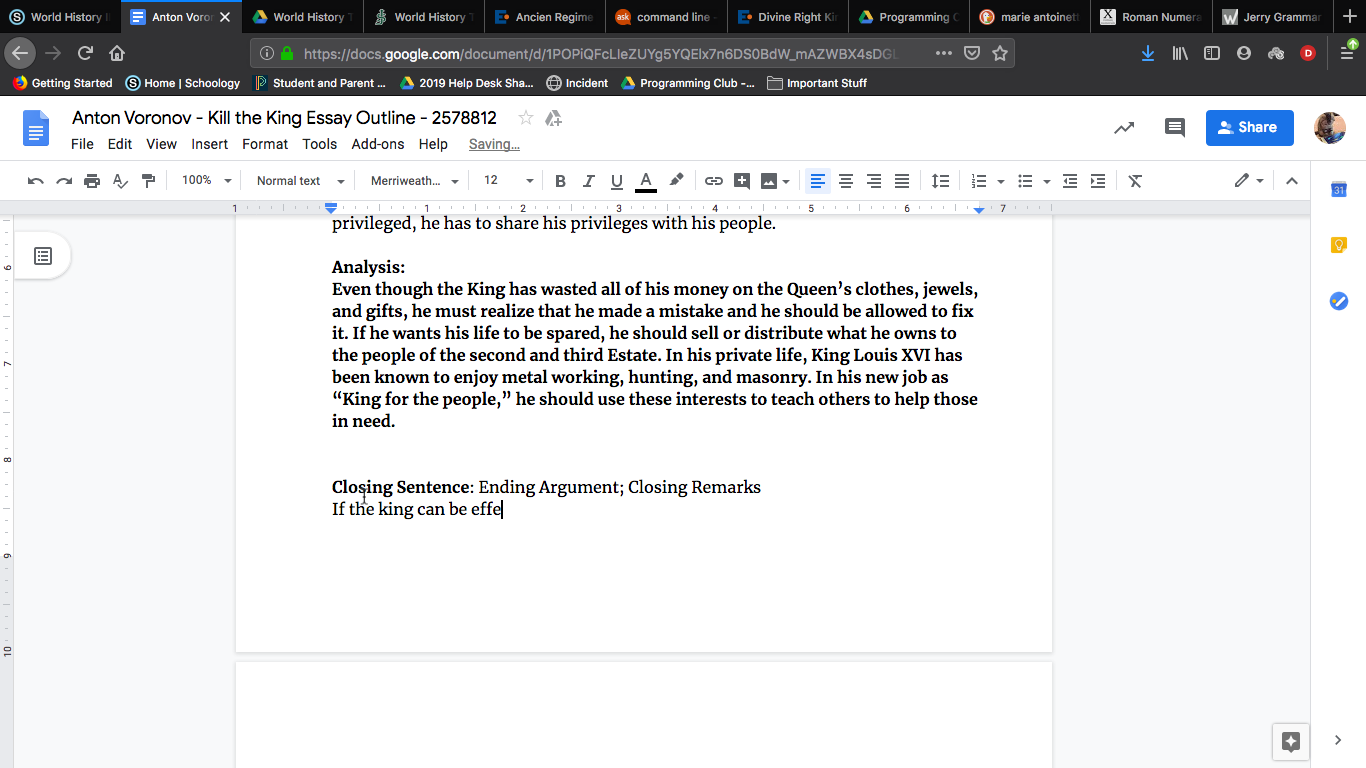 World History I
Anton Voron
World History T
World History T
Ancien Regime
command line -
Divine Right Kin
Programming C
marie antoinett
Roman Numera
Jerry Grammar
https://docs.google.com/document/d/1POPiQFcLIeZUYg5YQElx7n6DS0BdW_mAZWBX4sDGL
Getting Started
Home | Schoology
Student and Parent ...
2019 Help Desk Sha...
Incident
Programming Club -...
Important Stuff
Anton Voronov - Kill the King Essay Outline - 2578812
File Edit View Insert Format Tools Add-ons Help Saving...
Share
100% Normal text Merriweath... 12 B I U A
1 1 2 3 4 5 6 7
privileged, he has to share his privileges with his people.
Analysis:
Even though the King has wasted all of his money on the Queen’s clothes, jewels,
and gifts, he must realize that he made a mistake and he should be allowed to fix
it. If he wants his life to be spared, he should sell or distribute what he owns to
the people of the second and third Estate. In his private life, King Louis XVI has
been known to enjoy metal working, hunting, and masonry. In his new job as
“King for the people,” he should use these interests to teach others to help those
in need.
Closing Sentence: Ending Argument; Closing Remarks
If the king can be effe
6
7
8
9
10
31